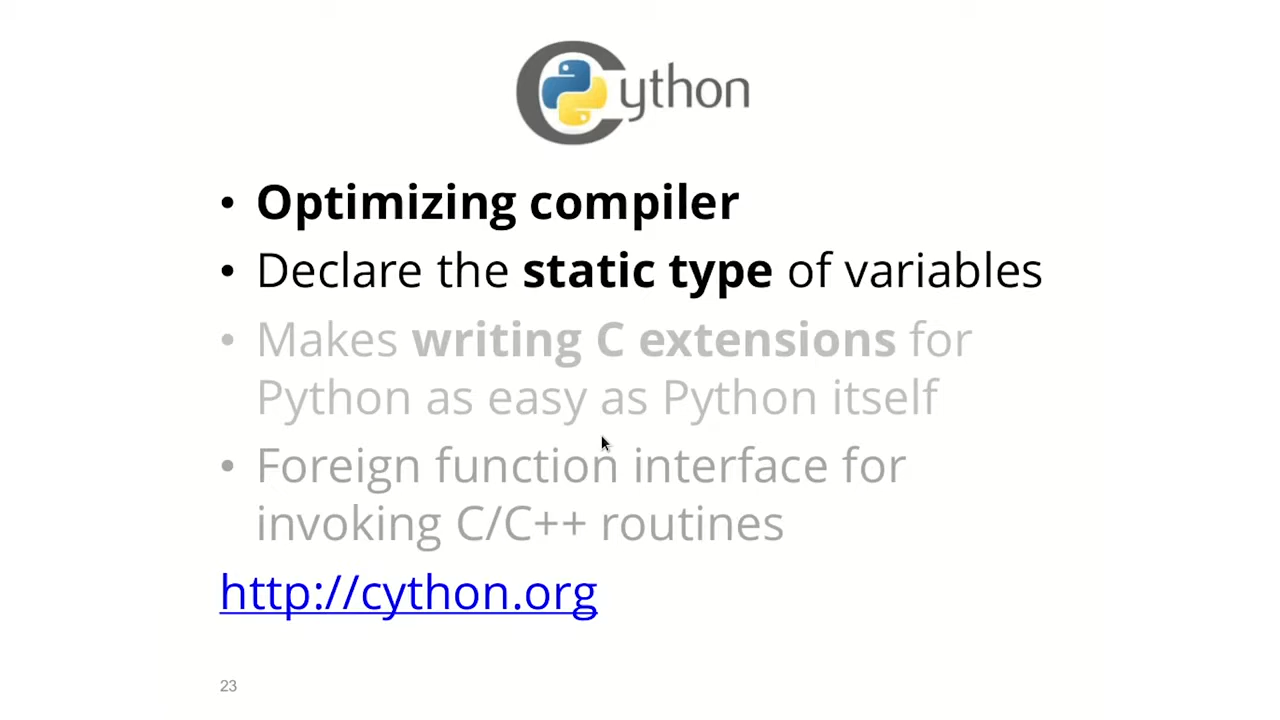 Cython
• Optimizing compiler
• Declare the static type of variables
• Makes writing C extensions for
Python as easy as Python itself
• Foreign function interface for
invoking C/C++ routines
http://cython.org
23